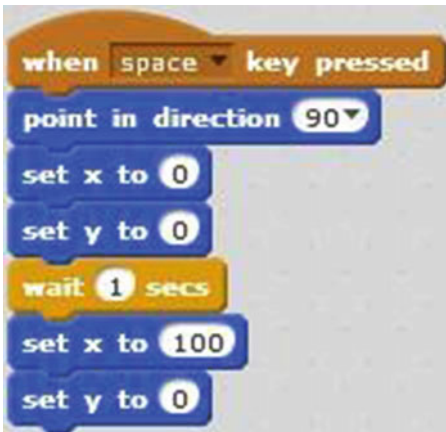 when space key pressed
point in direction 90
set x to 0
set y to 0
wait 1 secs
set x to 100
set y to 0